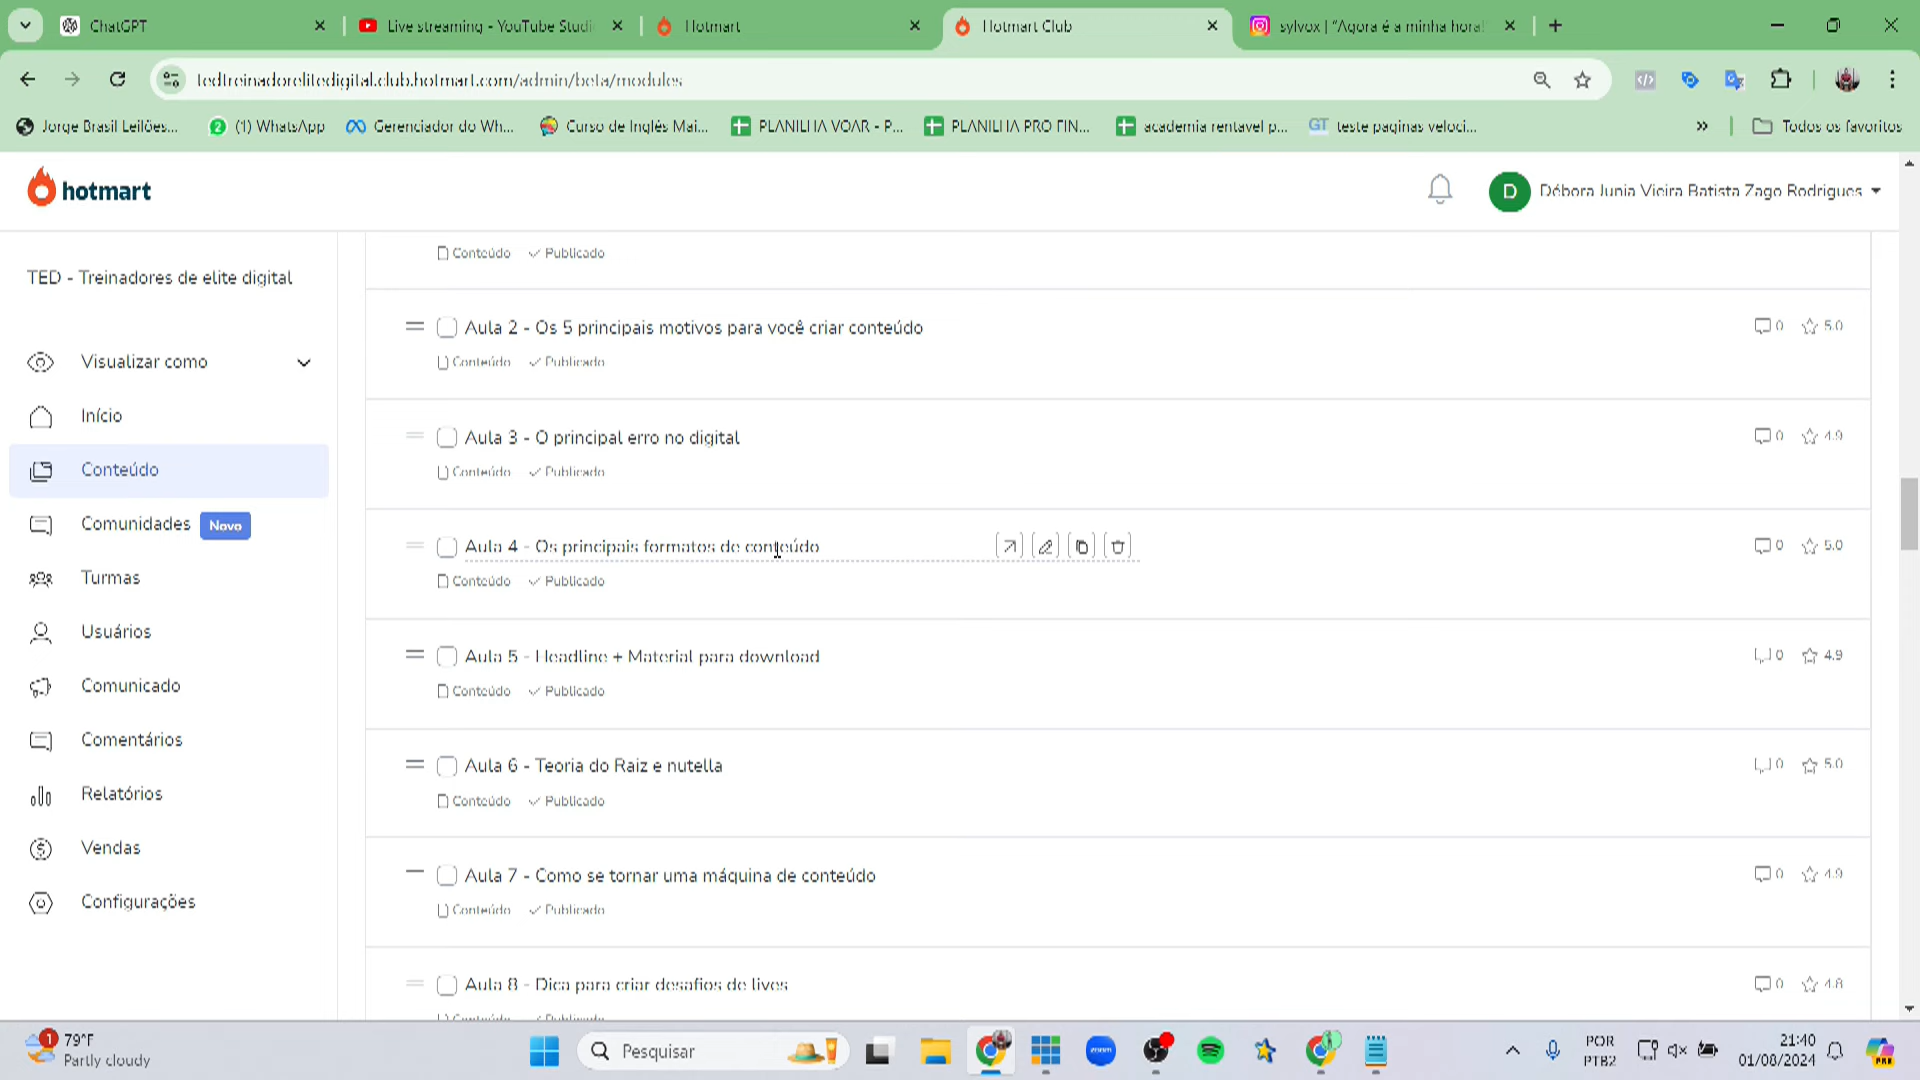 ChatGPT
Live streaming - YouTube Studi
Hotmart
Hotmart Club
sylvox | "Agora é a minha hora!
tedtreinadorelitedigital.club.hotmart.com/admin/beta/modules
Jorge Brasil Leilões...
(1) WhatsApp
Gerenciador do Wh...
Curso de Inglês Mai...
PLANILHA VOAR - P...
PLANILHA PRO FIN...
academia rentavel p...
GT teste paginas veloci...
Todos os favoritos
hotmart
D Débora Junia Vieira Batista Zago Rodrigues
TED - Treinadores de elite digital
Visualizar como
Início
Conteúdo
Comunidades Novo
Turmas
Usuários
Comunicado
Comentários
Relatórios
Vendas
Configurações
Conteúdo Publicado
Aula 2 - Os 5 principais motivos para você criar conteúdo 0 5.0
Conteúdo Publicado
Aula 3 - O principal erro no digital 0 4.9
Conteúdo Publicado
Aula 4 - Os principais formatos de conteúdo 0 5.0
Conteúdo Publicado
Aula 5 - Headline + Material para download 0 4.9
Conteúdo Publicado
Aula 6 - Teoria do Raiz e nutella 0 5.0
Conteúdo Publicado
Aula 7 - Como se tornar uma máquina de conteúdo 0 4.9
Conteúdo Publicado
Aula 8 - Dica para criar desafios de lives 0 4.8
Conteúdo Publicado
1 79°F
Partly cloudy
Pesquisar
zoom
POR
PTB2
21:40
01/08/2024
PRE